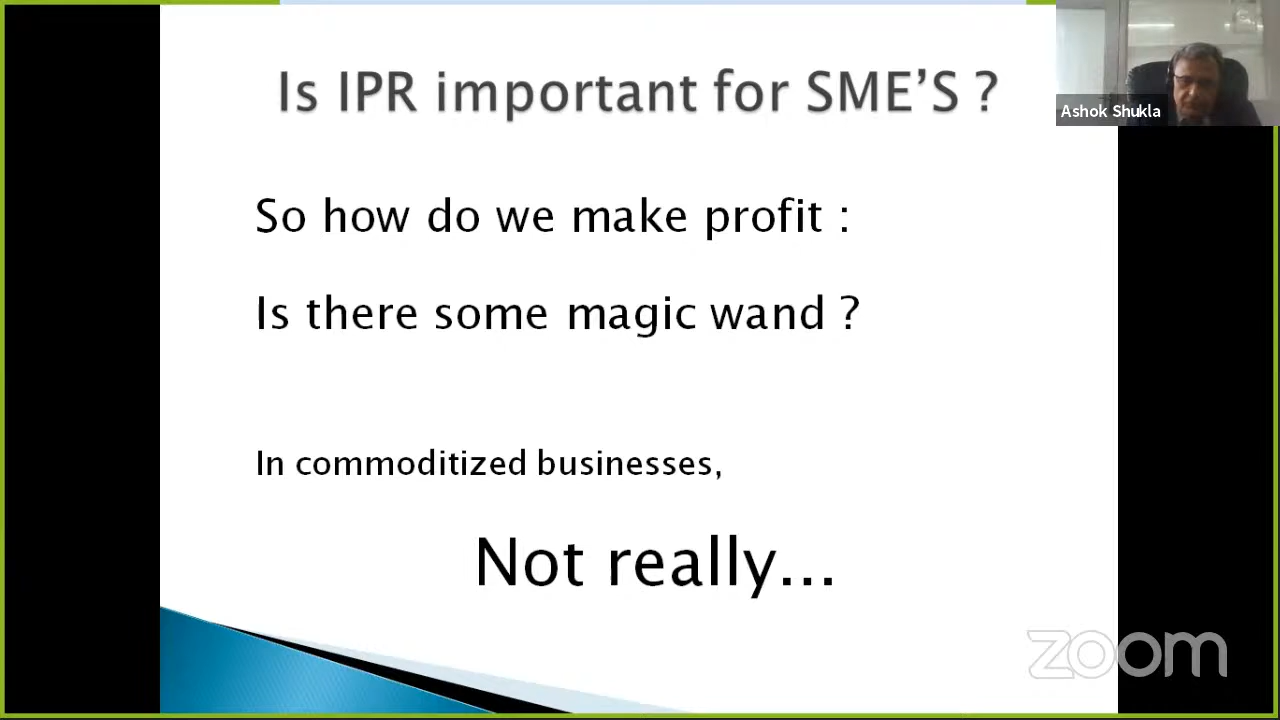 Is IPR important for SME'S ?
Ashok Shukla
So how do we make profit :
Is there some magic wand ?
In commoditized businesses,
Not really...
zoom